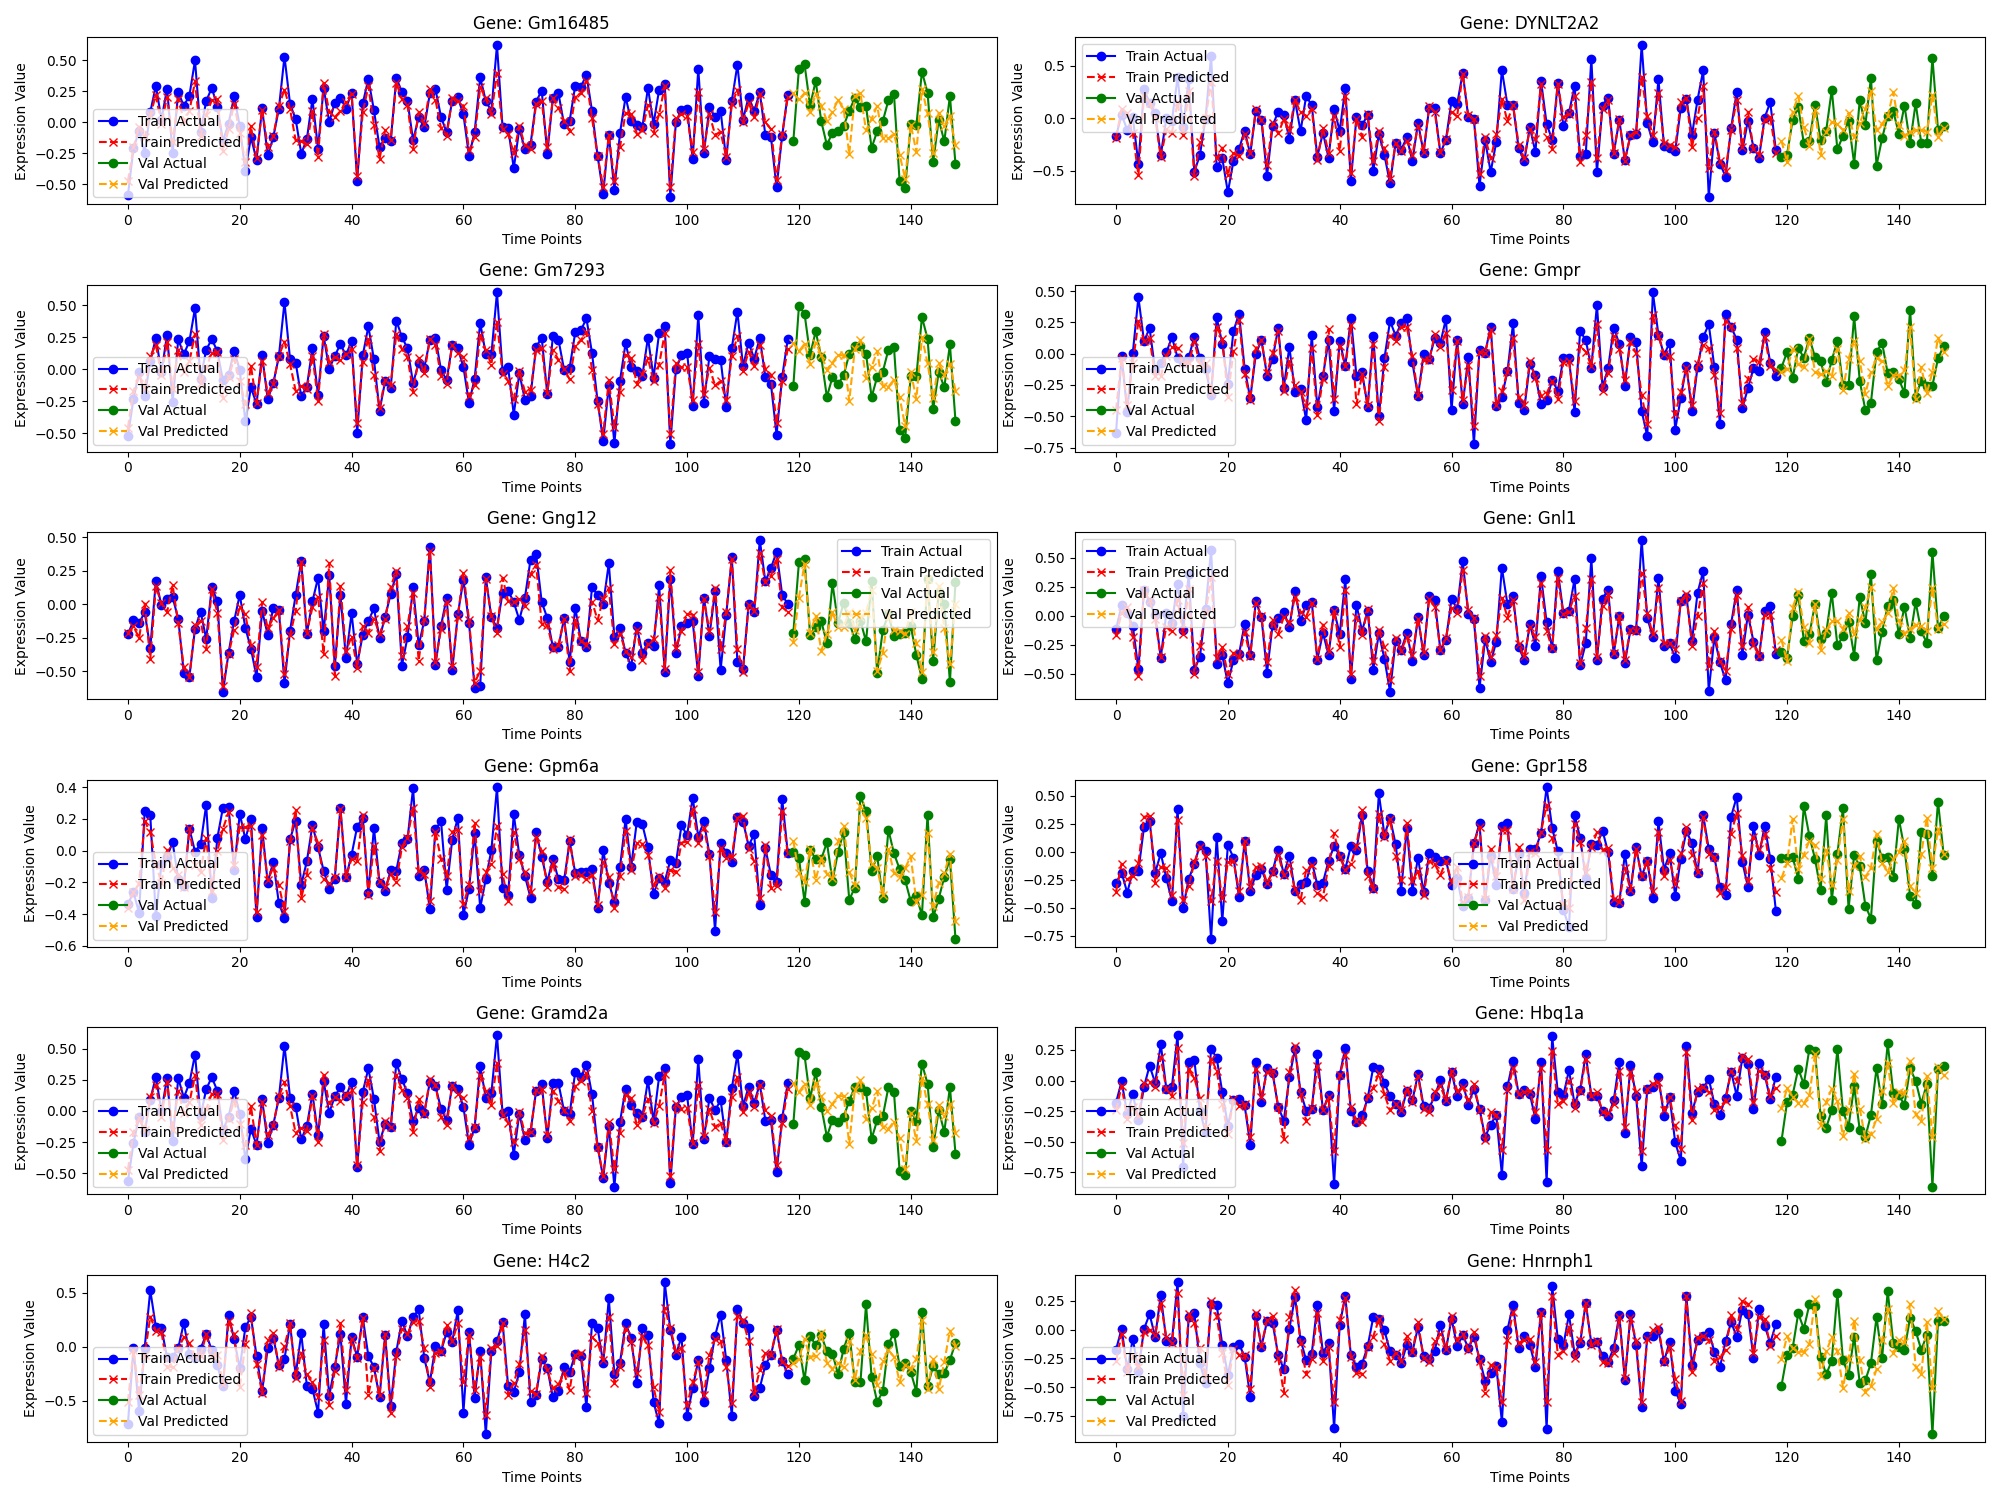 Gene: Gm16485
Expression Value
0.50
0.25
0.00
−0.25
−0.50
Train Actual
Train Predicted
Val Actual
Val Predicted
0 20 40 60 80 100 120 140
Time Points
Gene: DYNLT2A2
Expression Value
0.5
0.0
−0.5
Train Actual
Train Predicted
Val Actual
Val Predicted
0 20 40 60 80 100 120 140
Time Points
Gene: Gm7293
Expression Value
0.50
0.25
0.00
−0.25
−0.50
Train Actual
Train Predicted
Val Actual
Val Predicted
0 20 40 60 80 100 120 140
Time Points
Gene: Gmpr
Expression Value
0.50
0.25
0.00
−0.25
−0.50
−0.75
Train Actual
Train Predicted
Val Actual
Val Predicted
0 20 40 60 80 100 120 140
Time Points
Gene: Gng12
Expression Value
0.50
0.25
0.00
−0.25
−0.50
Train Actual
Train Predicted
Val Actual
Val Predicted
0 20 40 60 80 100 120 140
Time Points
Gene: Gnl1
Expression Value
0.50
0.25
0.00
−0.25
−0.50
Train Actual
Train Predicted
Val Actual
Val Predicted
0 20 40 60 80 100 120 140
Time Points
Gene: Gpm6a
Expression Value
0.4
0.2
0.0
−0.2
−0.4
−0.6
Train Actual
Train Predicted
Val Actual
Val Predicted
0 20 40 60 80 100 120 140
Time Points
Gene: Gpr158
Expression Value
0.50
0.25
0.00
−0.25
−0.50
−0.75
Train Actual
Train Predicted
Val Actual
Val Predicted
0 20 40 60 80 100 120 140
Time Points
Gene: Gramd2a
Expression Value
0.50
0.25
0.00
−0.25
−0.50
Train Actual
Train Predicted
Val Actual
Val Predicted
0 20 40 60 80 100 120 140
Time Points
Gene: Hbq1a
Expression Value
0.25
0.00
−0.25
−0.50
−0.75
Train Actual
Train Predicted
Val Actual
Val Predicted
0 20 40 60 80 100 120 140
Time Points
Gene: H4c2
Expression Value
0.5
0.0
−0.5
Train Actual
Train Predicted
Val Actual
Val Predicted
0 20 40 60 80 100 120 140
Time Points
Gene: Hnrnph1
Expression Value
0.25
0.00
−0.25
−0.50
−0.75
Train Actual
Train Predicted
Val Actual
Val Predicted
0 20 40 60 80 100 120 140
Time Points